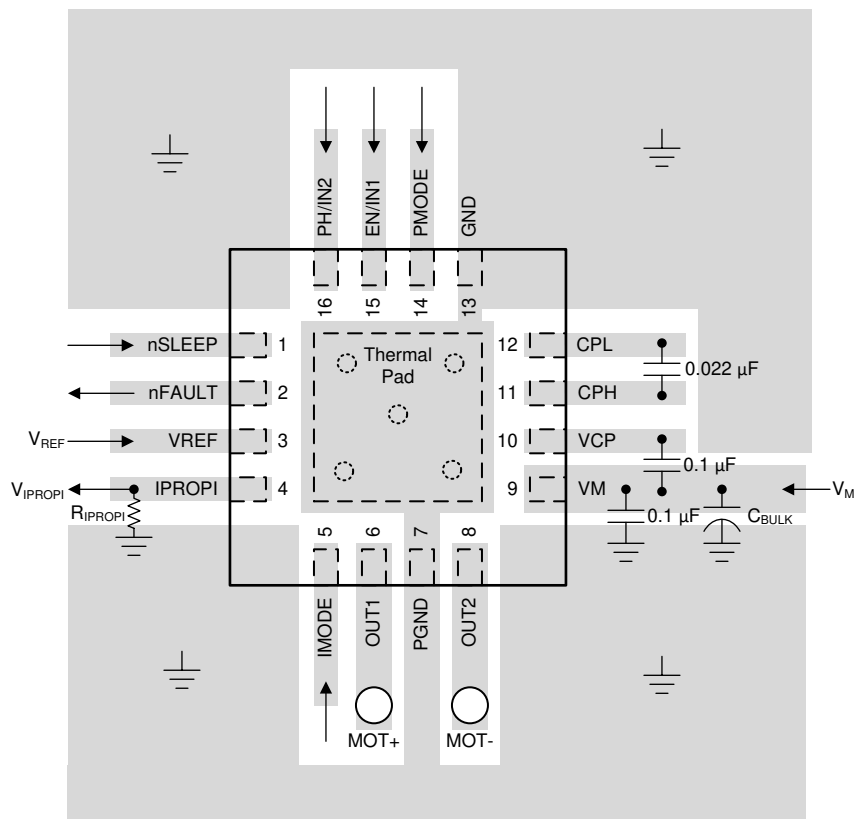 PH/IN2
EN/IN1
PMODE
GND
16
15
14
13
nSLEEP
1
Thermal
Pad
12
CPL
0.022 µF
nFAULT
2
11
CPH
VREF
VREF
3
10
VCP
0.1 µF
VIPROPI
IPROPI
4
9
VM
VM
RIPROPI
0.1 µF
CBULK
5
6
7
8
IMODE
OUT1
PGND
OUT2
MOT+
MOT-